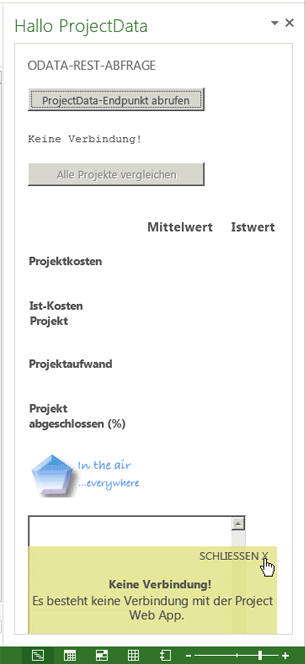 Hallo ProjectData
ODATA-REST-ABFRAGE
ProjectData-Endpunkt abrufen
Keine Verbindung!
Alle Projekte vergleichen
Mittelwert Istwert
Projektkosten
Ist-Kosten
Projekt
Projektaufwand
Projekt
abgeschlossen (%)
In the air
...everywhere
SCHLIESSEN X
Keine Verbindung!
Es besteht keine Verbindung mit der Project
Web App.